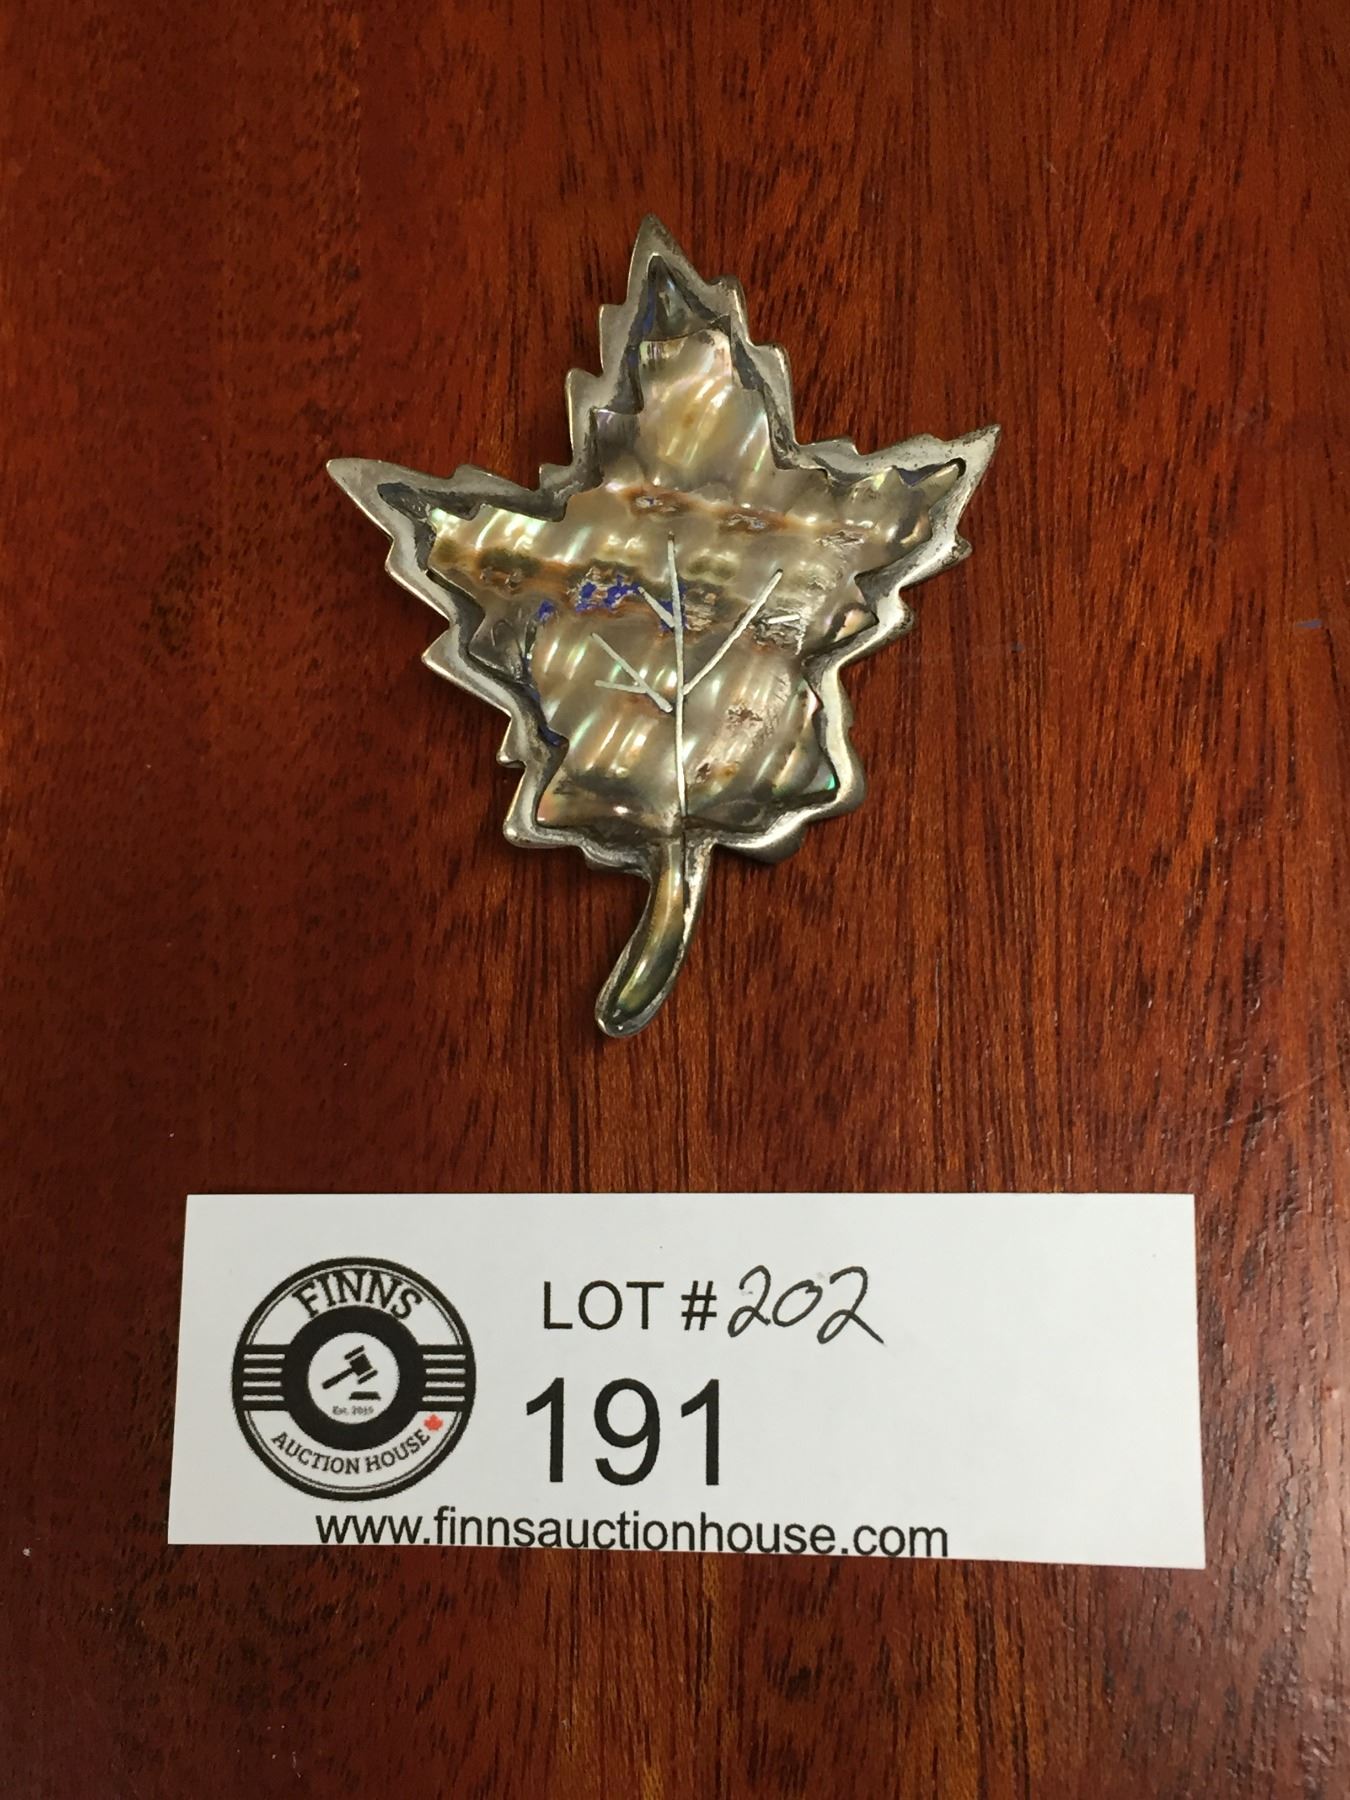 FINNS
Est. 2019
AUCTION HOUSE
LOT # 202
191
www.finnsauctionhouse.com